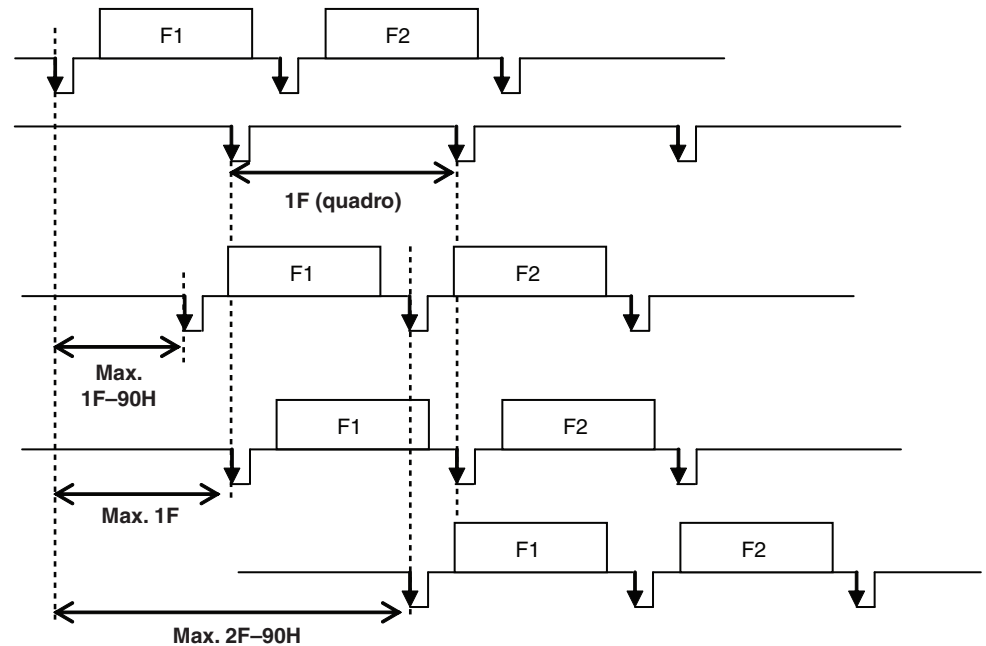 F1
F2
1F (quadro)
F1
F2
Max.
1F–90H
F1
F2
Max. 1F
F1
F2
Max. 2F–90H